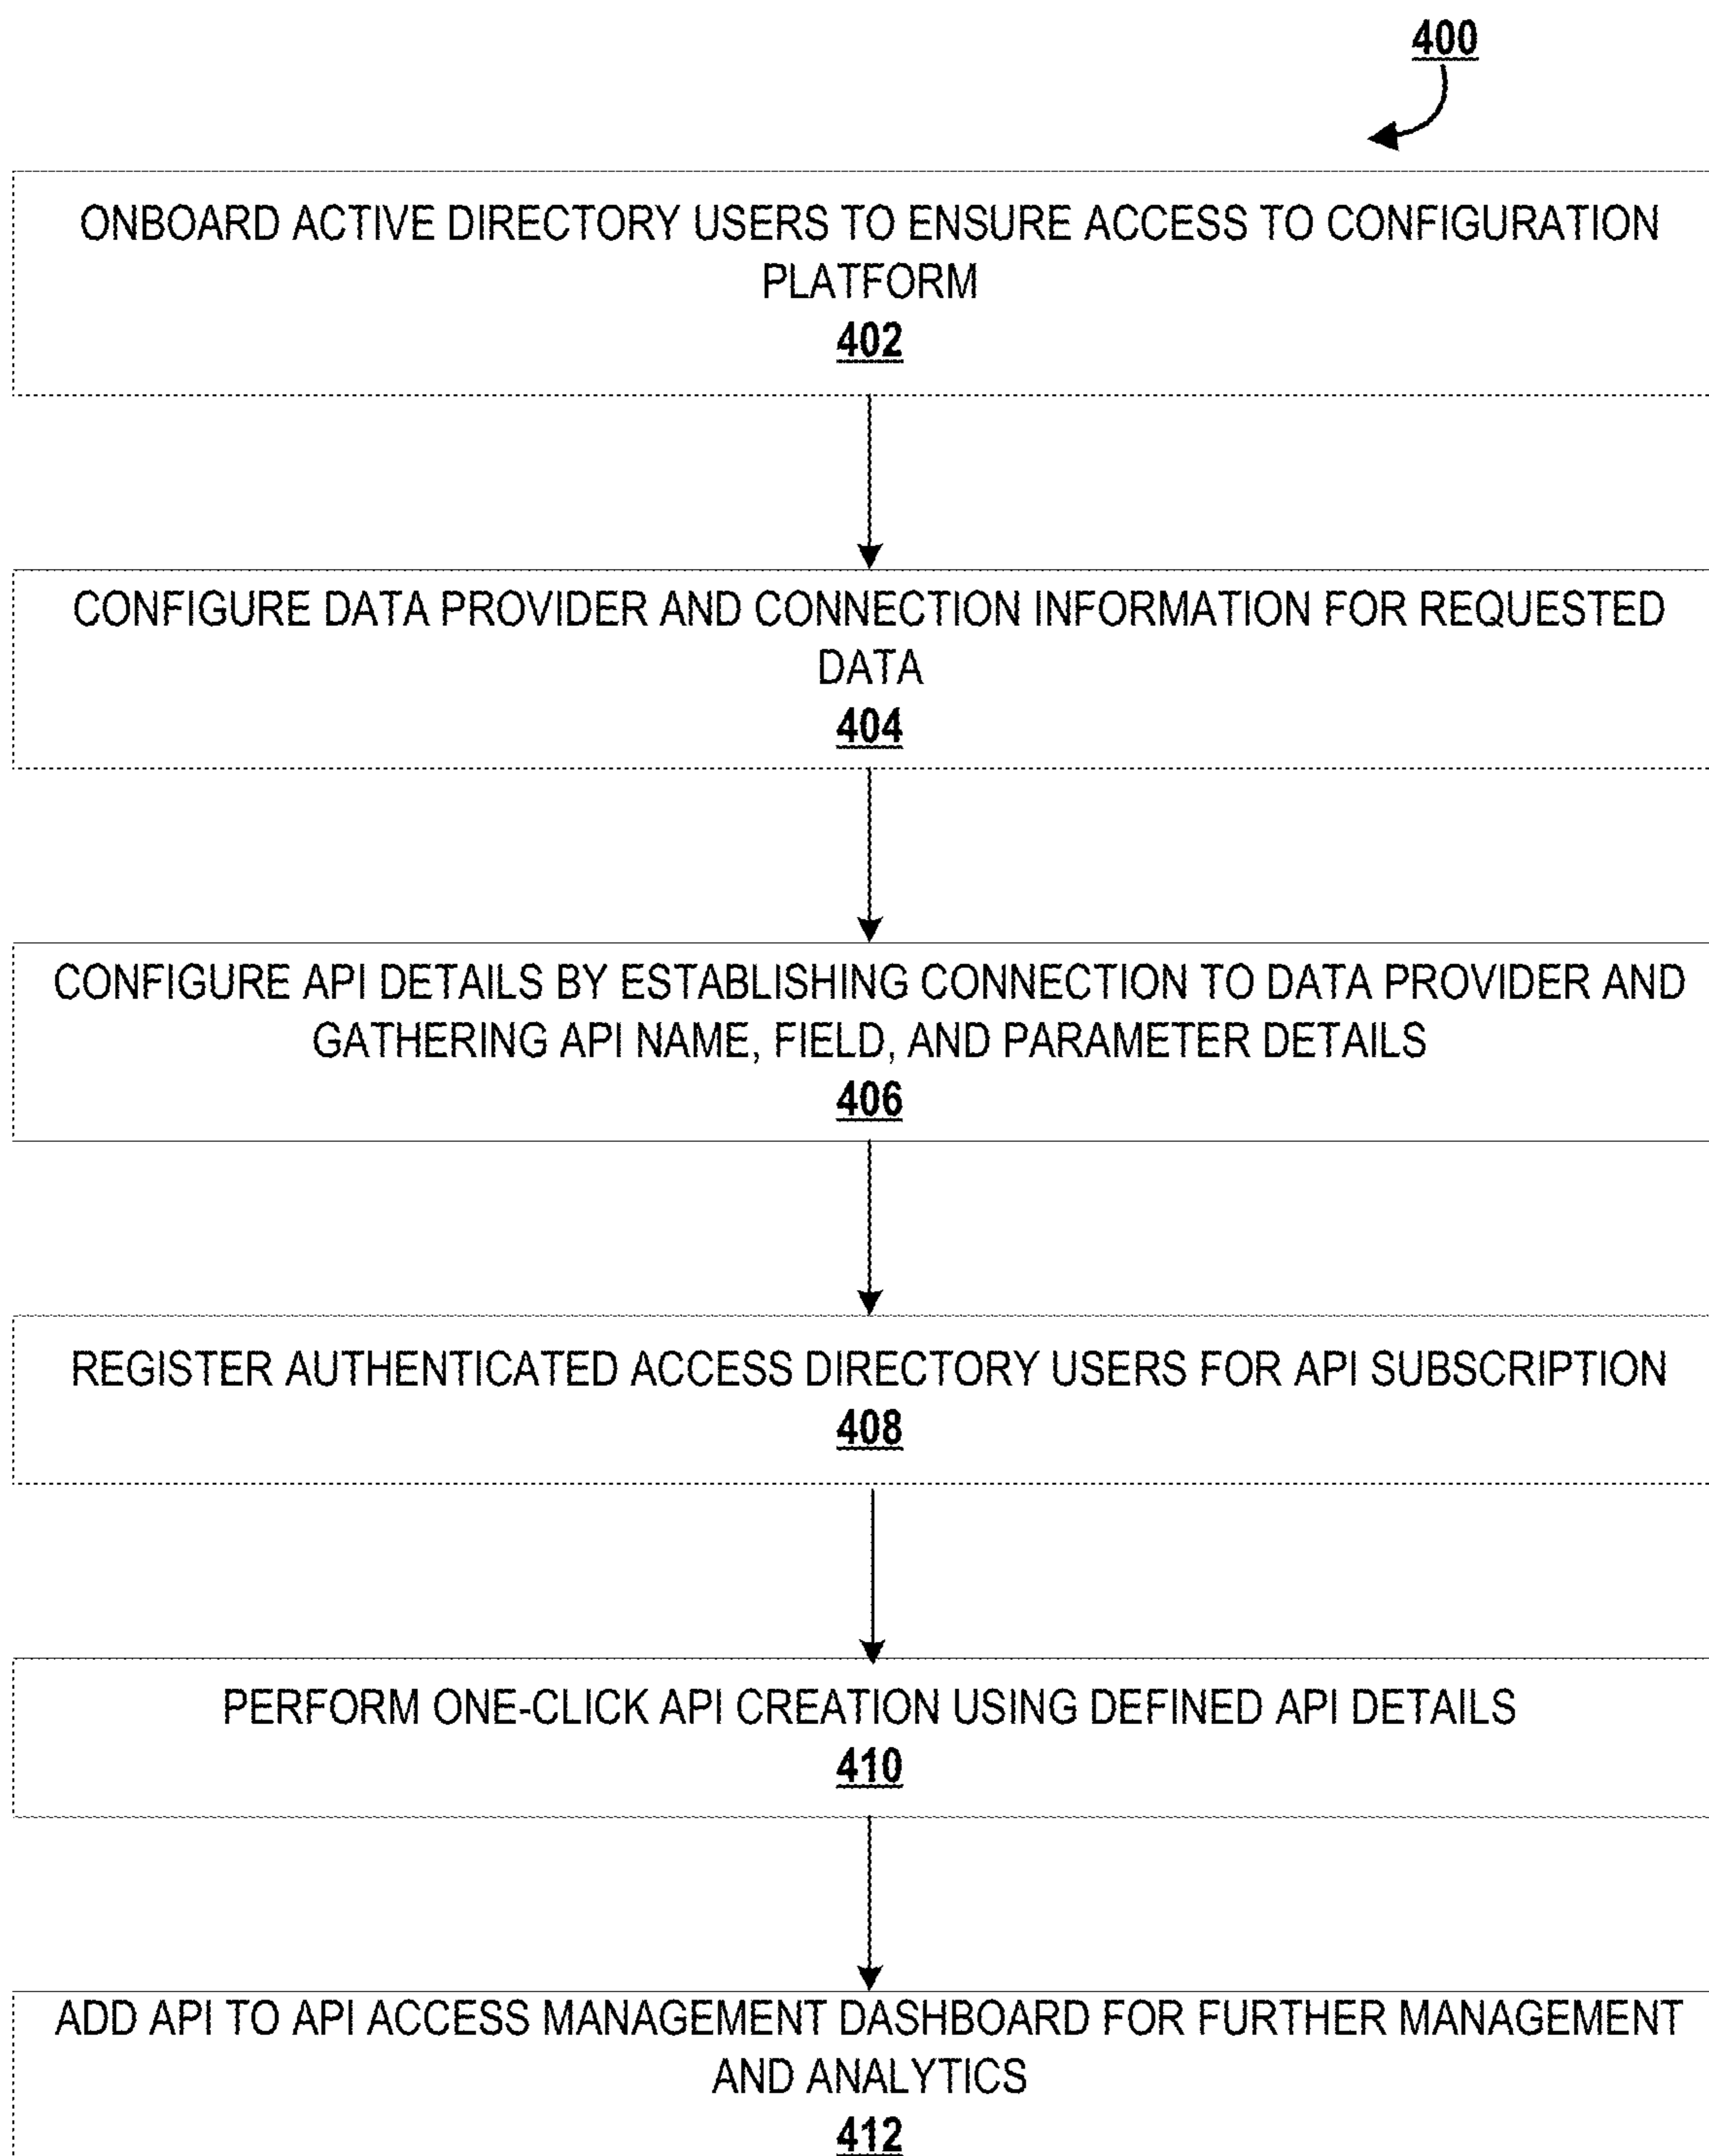 400
ONBOARD ACTIVE DIRECTORY USERS TO ENSURE ACCESS TO CONFIGURATION
PLATFORM
402
CONFIGURE DATA PROVIDER AND CONNECTION INFORMATION FOR REQUESTED
DATA
404
CONFIGURE API DETAILS BY ESTABLISHING CONNECTION TO DATA PROVIDER AND
GATHERING API NAME, FIELD, AND PARAMETER DETAILS
406
REGISTER AUTHENTICATED ACCESS DIRECTORY USERS FOR API SUBSCRIPTION
408
PERFORM ONE-CLICK API CREATION USING DEFINED API DETAILS
410
ADD API TO API ACCESS MANAGEMENT DASHBOARD FOR FURTHER MANAGEMENT
AND ANALYTICS
412